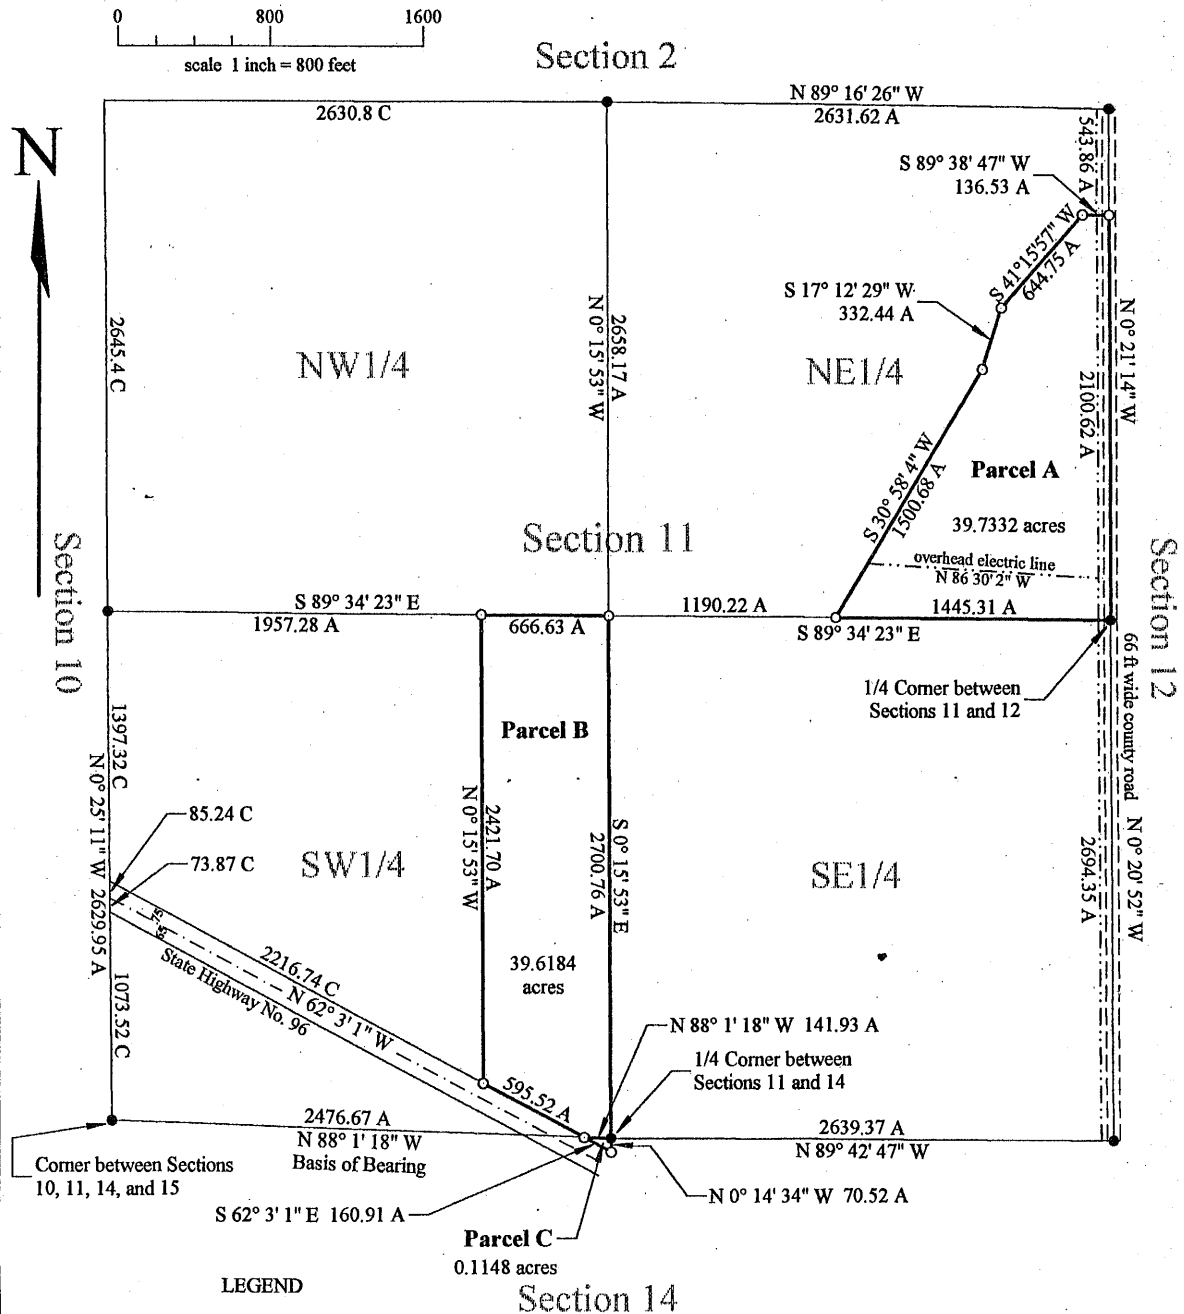 0 800 1600
scale 1 inch = 800 feet
Section 2
N 89° 16' 26" W
2630.8 C
2631.62 A
N
543.86 A
S 89° 38' 47" W
136.53 A
S 41°15'57" W
644.75 A
S 17° 12' 29" W
332.44 A
2645.4 C
N 0° 15' 53" W
2658.17 A
N 0° 21' 14" W
2100.62 A
NW1/4
NE1/4
S 30° 58' 4" W
1500.68 A
Parcel A
39.7332 acres
Section 11
overhead electric line
N 86 30' 2" W
Section 10
Section 12
S 89° 34' 23" E
1957.28 A
666.63 A
1190.22 A
1445.31 A
S 89° 34' 23" E
66 ft wide county road
1/4 Corner between
Sections 11 and 12
1397.32 C
Parcel B
N 0° 25' 11" W 2629.95 A
85.24 C
73.87 C
N 0° 15' 53" W
2421.70 A
S 0° 15' 53" E
2700.76 A
N 0° 20' 52" W
2694.35 A
SW1/4
SE1/4
75
65
2216.74 C
N 62° 3' 1" W
State Highway No. 96
39.6184
acres
1073.52 C
N 88° 1' 18" W 141.93 A
1/4 Corner between
Sections 11 and 14
595.52 A
2476.67 A
N 88° 1' 18" W
Basis of Bearing
2639.37 A
N 89° 42' 47" W
Corner between Sections
10, 11, 14, and 15
S 62° 3' 1" E 160.91 A
N 0° 14' 34" W 70.52 A
Parcel C
0.1148 acres
LEGEND
Section 14